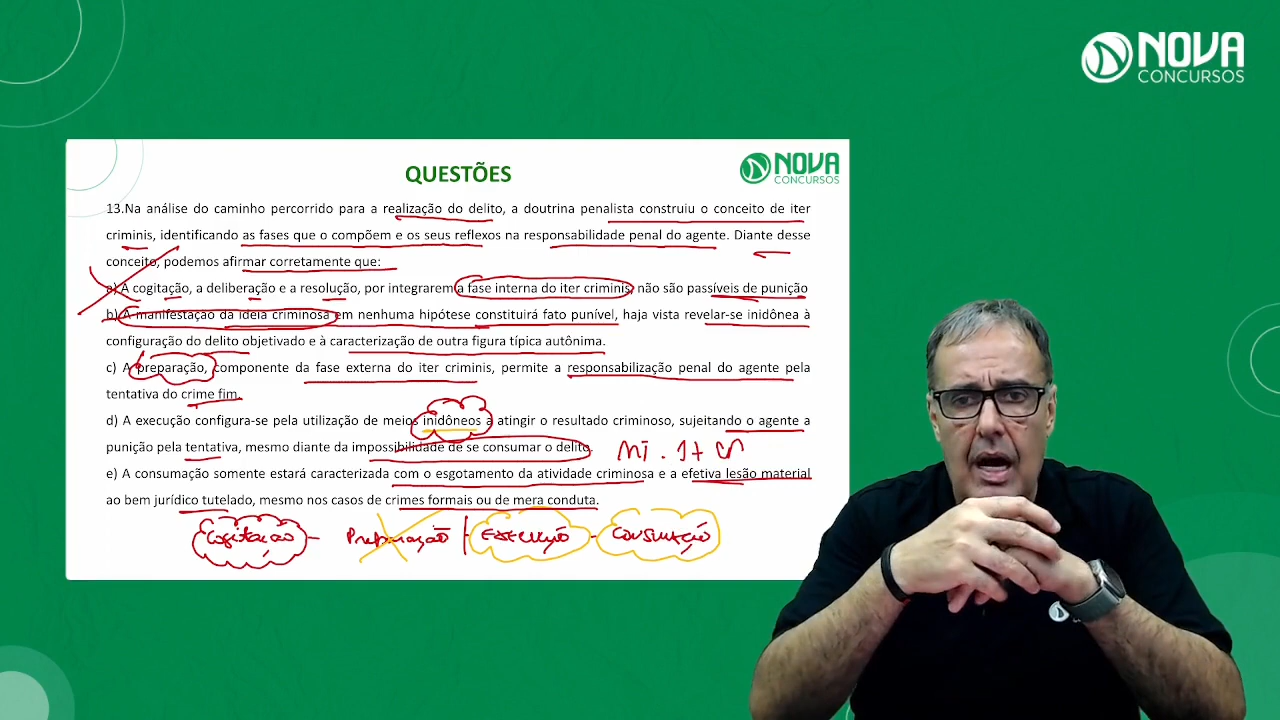 NOVA
CONCURSOS
QUESTÕES
NOVA
CONCURSOS
13.Na análise do caminho percorrido para a realização do delito, a doutrina penalista construiu o conceito de iter
criminis, identificando as fases que o compõem e os seus reflexos na responsabilidade penal do agente. Diante desse
conceito, podemos afirmar corretamente que:
a) A cogitação, a deliberação e a resolução, por integrarem a fase interna do iter criminis, não são passíveis de punição
b) A manifestação da ideia criminosa em nenhuma hipótese constituirá fato punível, haja vista revelar-se inidônea à
configuração do delito objetivado e à caracterização de outra figura típica autônima.
c) A preparação, componente da fase externa do iter criminis, permite a responsabilização penal do agente pela
tentativa do crime fim.
d) A execução configura-se pela utilização de meios inidôneos a atingir o resultado criminoso, sujeitando o agente a
punição pela tentativa, mesmo diante da impossibilidade de se consumar o delito
e) A consumação somente estará caracterizada com o esgotamento da atividade criminosa e a efetiva lesão material
ao bem jurídico tutelado, mesmo nos casos de crimes formais ou de mera conduta.
Cogitação - Preparação | Execução - Consumação